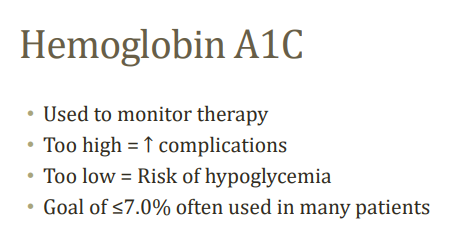 Hemoglobin A1C
• Used to monitor therapy
• Too high = ↑ complications
• Too low = Risk of hypoglycemia
• Goal of ≤7.0% often used in many patients